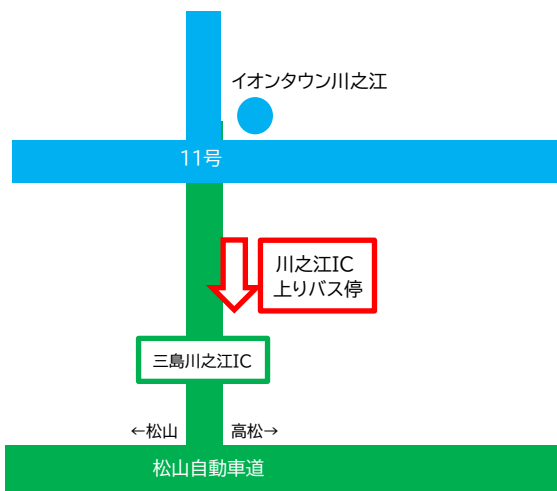 イオンタウン川之江
11号
川之江IC
上りバス停
三島川之江IC
←松山
高松→
松山自動車道